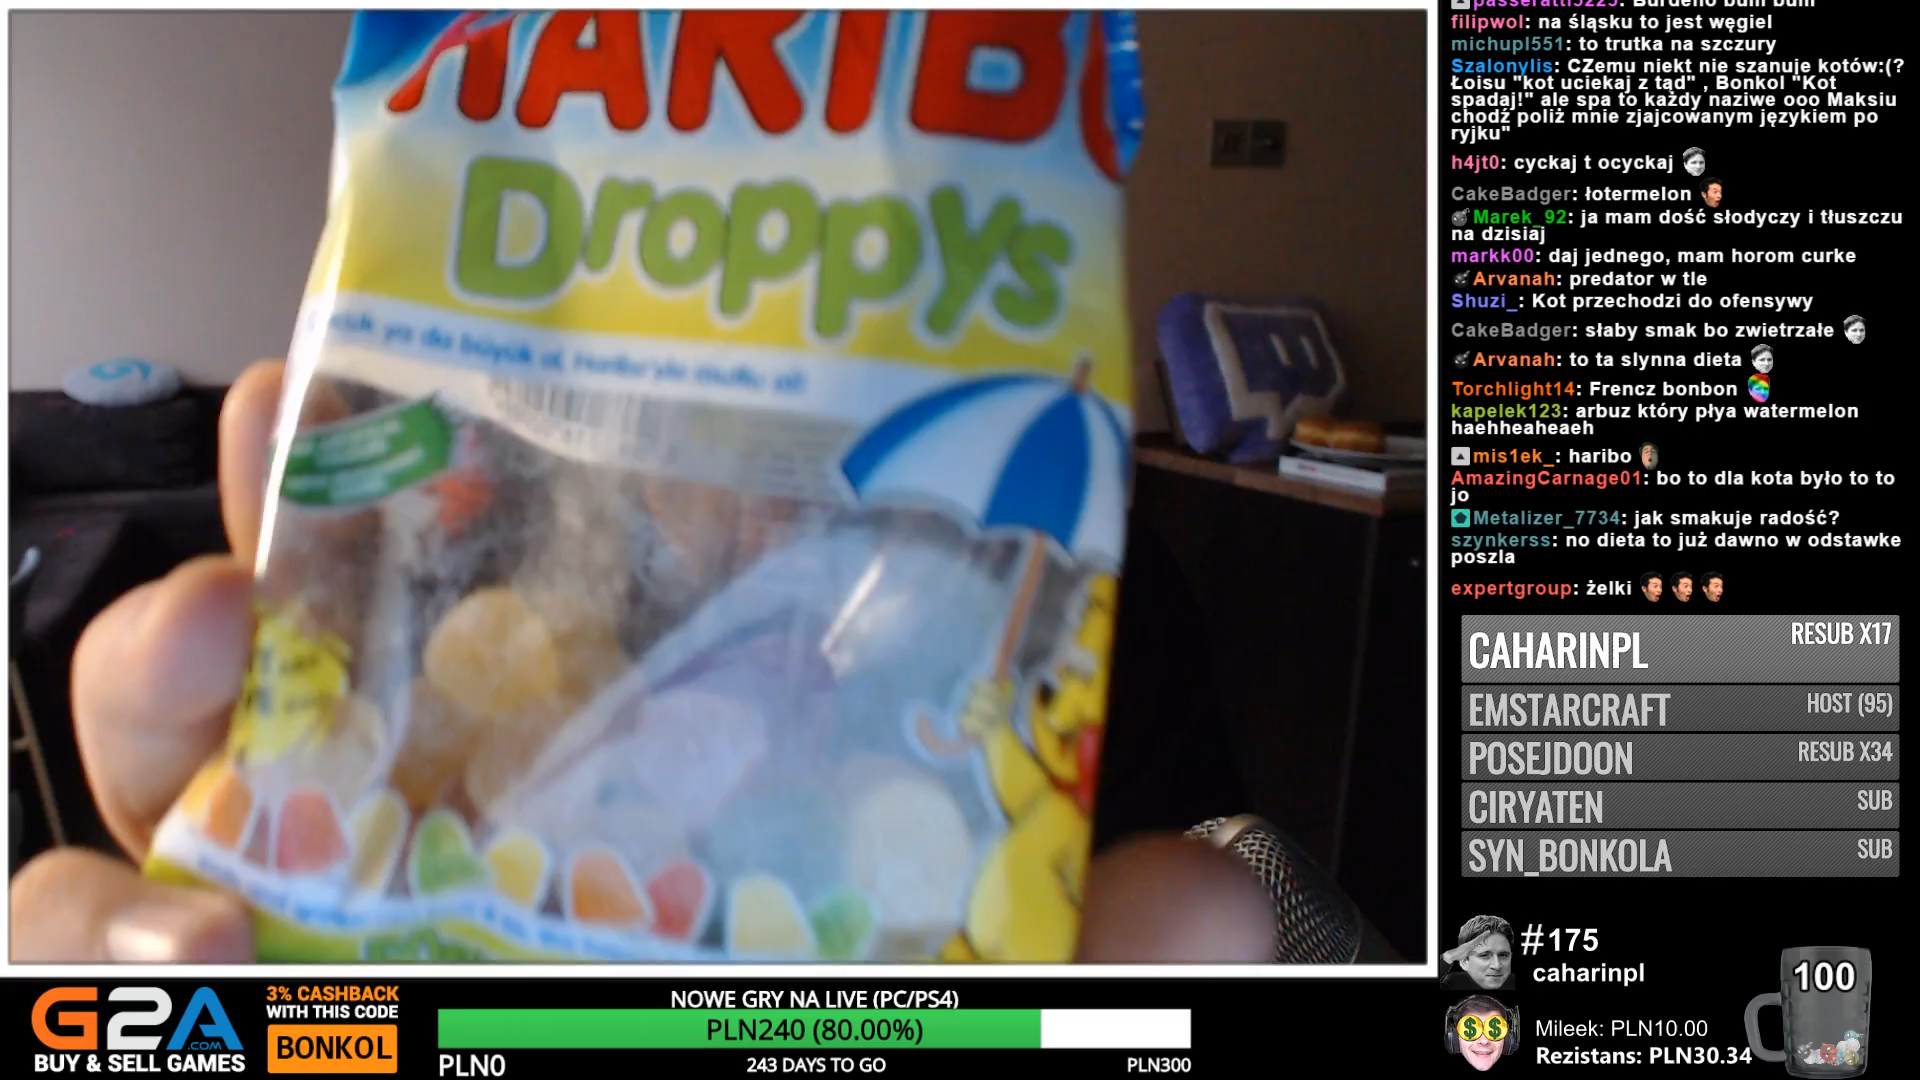 HARIBO
Droppys
passeratti5225: Burdello bum bum
filipwol: na śląsku to jest węgiel
michupl551: to trutka na szczury
Szalonylis: CZemu niekt nie szanuje kotów:(?
Łoisu "kot uciekaj z tąd" , Bonkol "Kot
spadaj!" ale spa to każdy naziwe ooo Maksiu
chodź poliż mnie zjajcowanym językiem po
ryjku"
h4jt0: cyckaj t ocyckaj
CakeBadger: łotermelon
Marek_92: ja mam dość słodyczy i tłuszczu
na dzisiaj
markk00: daj jednego, mam horom curke
Arvanah: predator w tle
Shuzi_: Kot przechodzi do ofensywy
CakeBadger: słaby smak bo zwietrzałe
Arvanah: to ta slynna dieta
Torchlight14: Frencz bonbon
kapelek123: arbuz który płya watermelon
haehheaheaeh
mis1ek_: haribo
AmazingCarnage01: bo to dla kota było to to
jo
Metalizer_7734: jak smakuje radość?
szynkerss: no dieta to już dawno w odstawke
poszla
expertgroup: żelki
CAHARINPL RESUB X17
EMSTARCRAFT HOST (95)
POSEJDOON RESUB X34
CIRYATEN SUB
SYN_BONKOLA SUB
#175
caharinpl
100
Mileek: PLN10.00
Rezistans: PLN30.34
G2A
.COM
BUY & SELL GAMES
3% CASHBACK
WITH THIS CODE
BONKOL
NOWE GRY NA LIVE (PC/PS4)
PLN240 (80.00%)
PLN0 243 DAYS TO GO PLN300